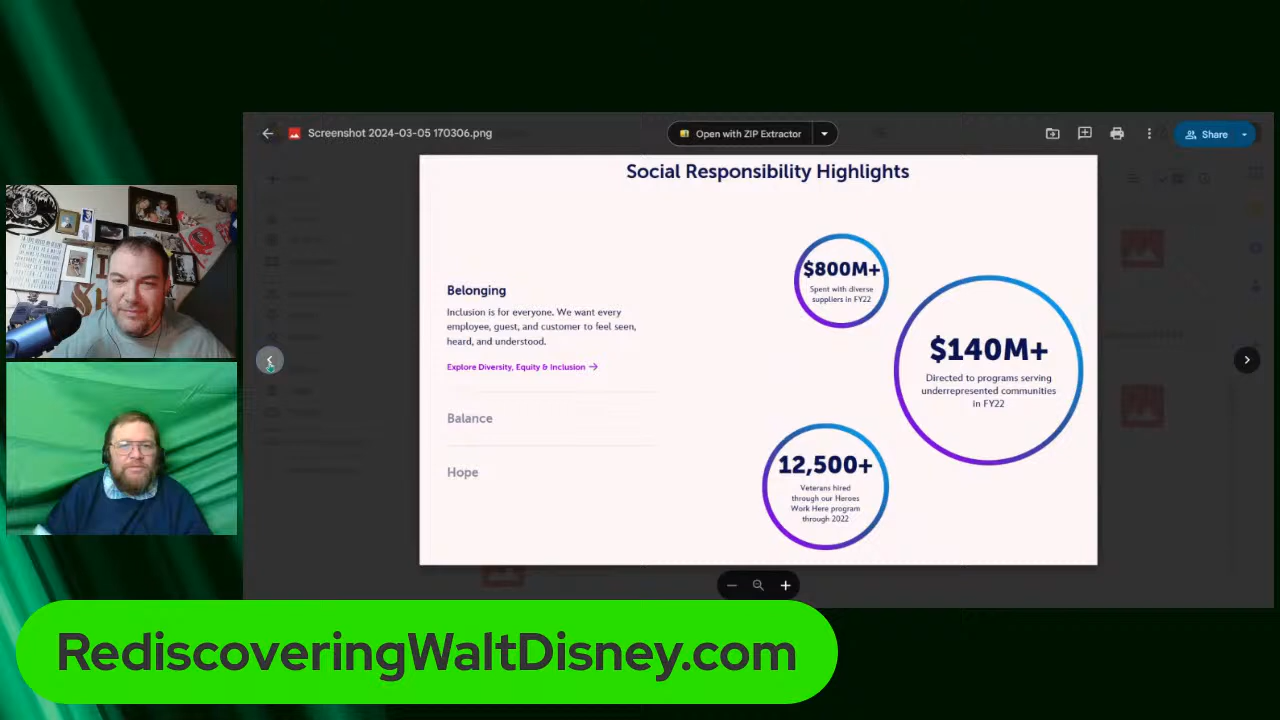 Screenshot 2024-03-05 170306.png
Open with ZIP Extractor
Share
Social Responsibility Highlights
Belonging
Inclusion is for everyone. We want every
employee, guest, and customer to feel seen,
heard, and understood.
Explore Diversity, Equity & Inclusion →
Balance
Hope
$800M+
Spent with diverse
suppliers in FY22
$140M+
Directed to programs serving
underrepresented communities
in FY22
12,500+
Veterans hired
through our Heroes
Work Here program
through 2022
RediscoveringWaltDisney.com